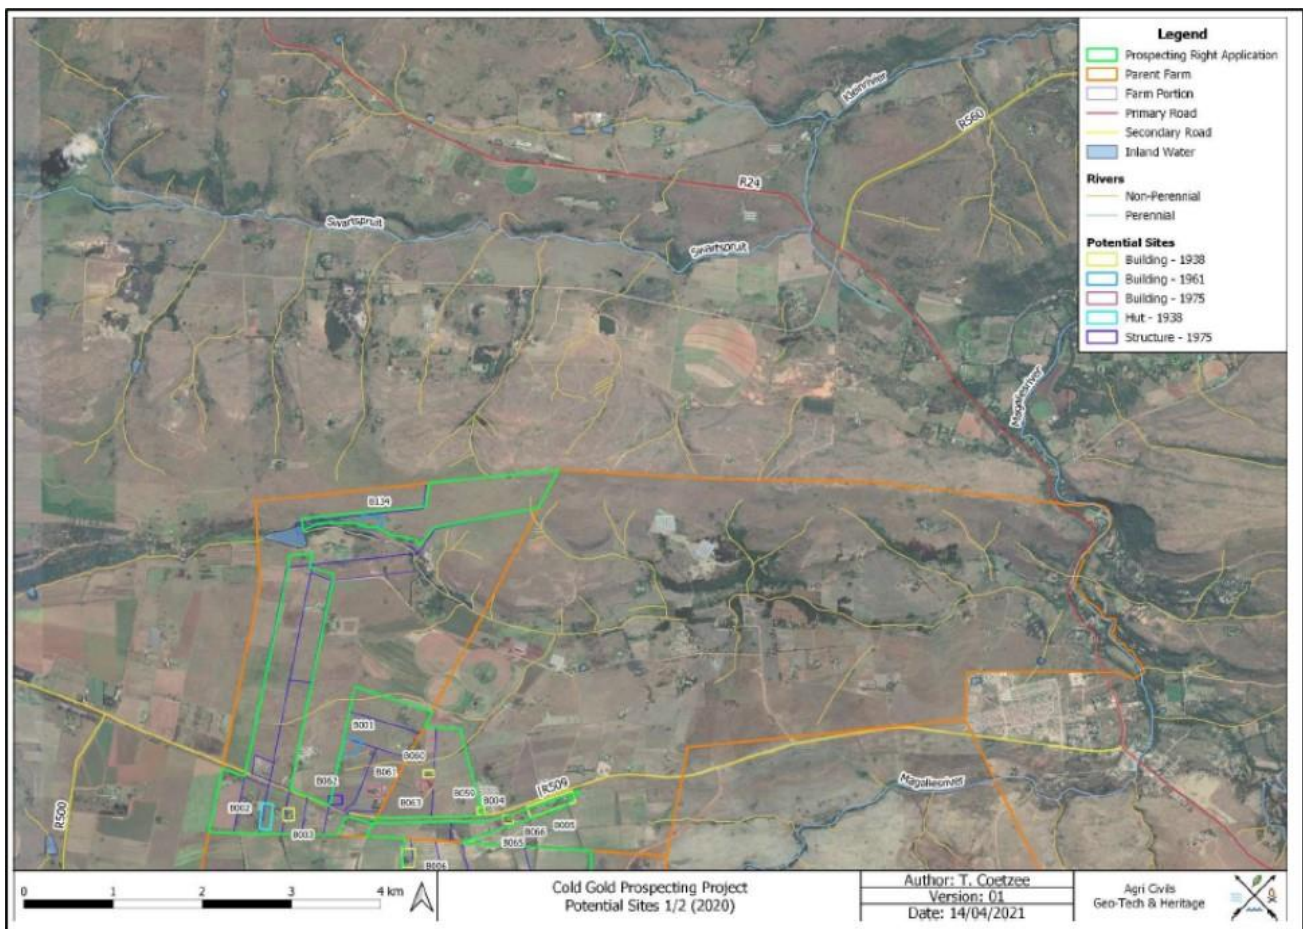 Legend
Prospecting Right Application
Parent Farm
Farm Portion
Primary Road
Secondary Road
Inland Water
Rivers
Non-Perennial
Perennial
Potential Sites
Building - 1938
Building - 1961
Building - 1975
Hut - 1938
Structure - 1975
Kleinrivier
R560
R24
Swartspruit
Swartspruit
Magaliesrivier
B134
B001
B060
B061
B062
B063
B059
B004
R509
Magaliesrivier
R500
B002
B003
B005
B066
B065
B006
0 1 2 3 4 km
Cold Gold Prospecting Project
Potential Sites 1/2 (2020)
Author: T. Coetzee
Version: 01
Date: 14/04/2021
Agri Civils
Geo-Tech & Heritage